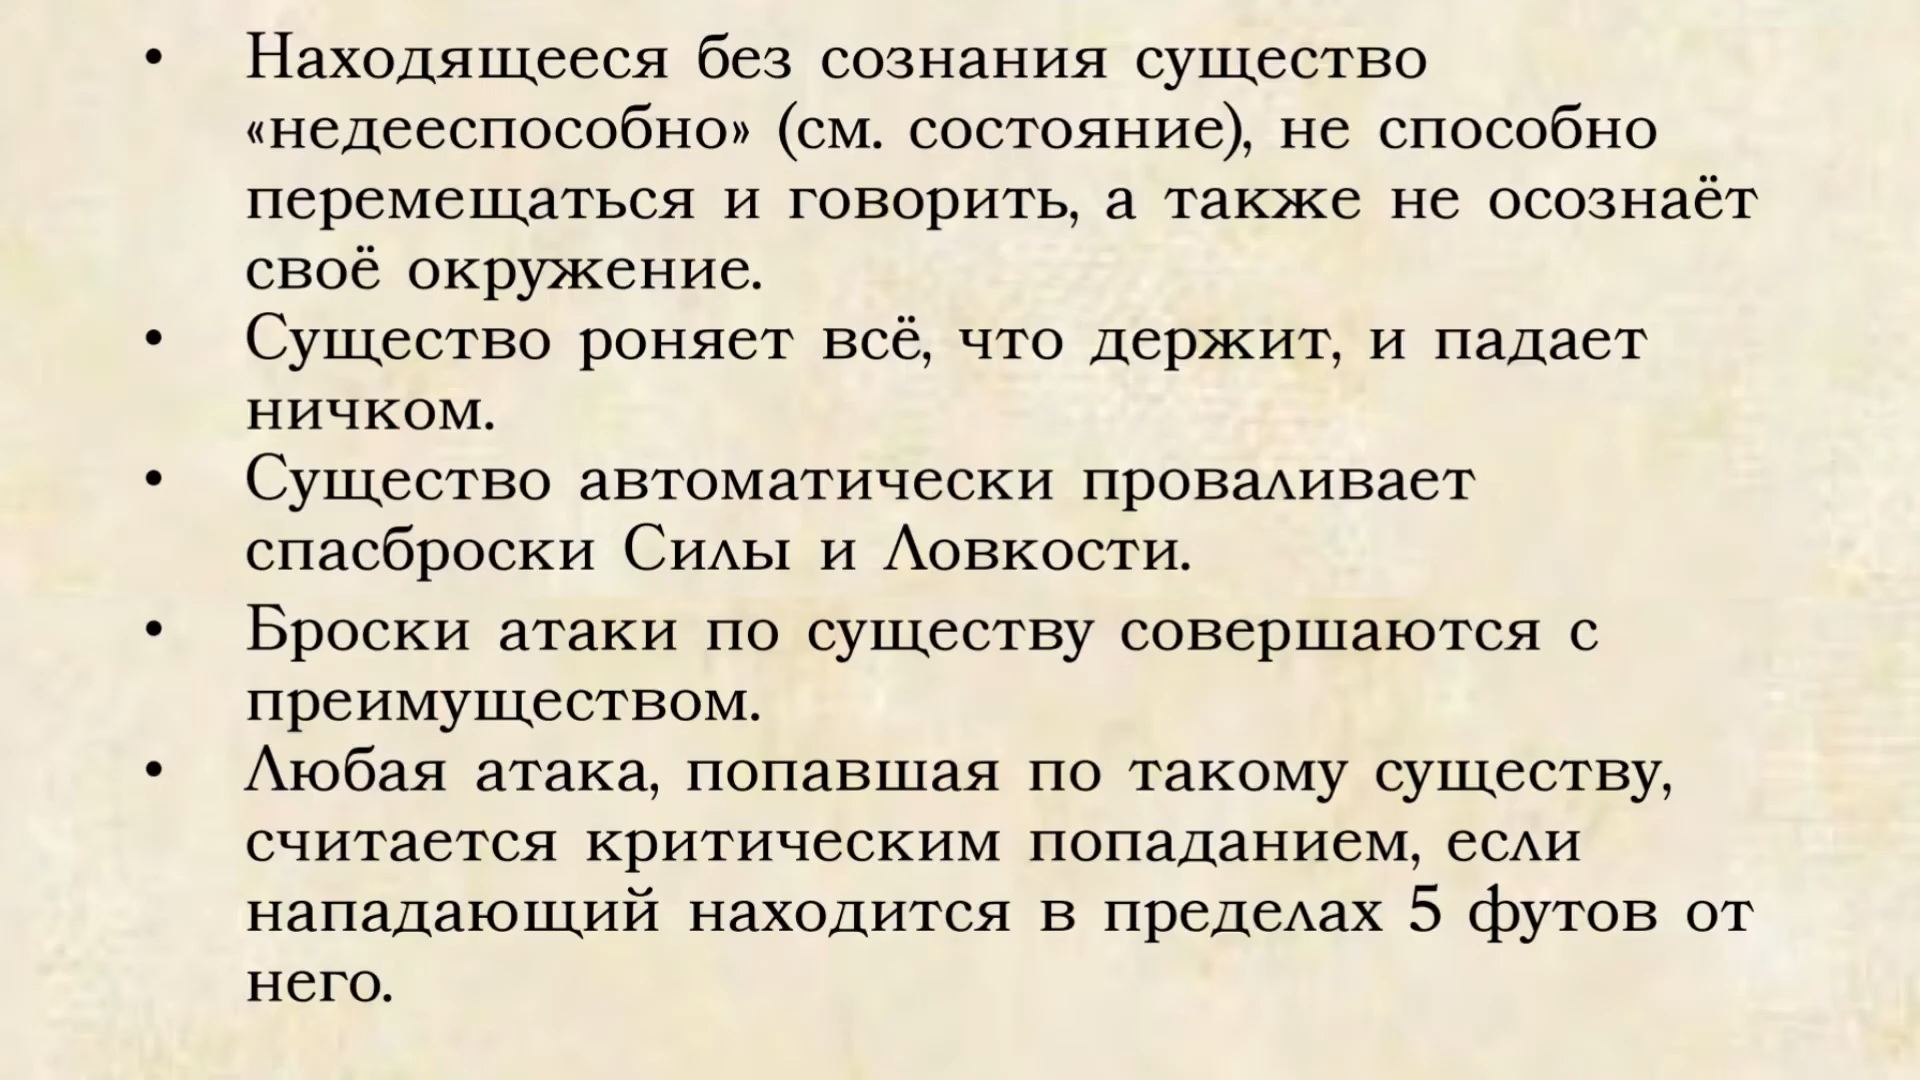 • Находящееся без сознания существо
«недееспособно» (см. состояние), не способно
перемещаться и говорить, а также не осознаёт
своё окружение.
• Существо роняет всё, что держит, и падает
ничком.
• Существо автоматически проваливает
спасброски Силы и Ловкости.
• Броски атаки по существу совершаются с
преимуществом.
• Любая атака, попавшая по такому существу,
считается критическим попаданием, если
нападающий находится в пределах 5 футов от
него.